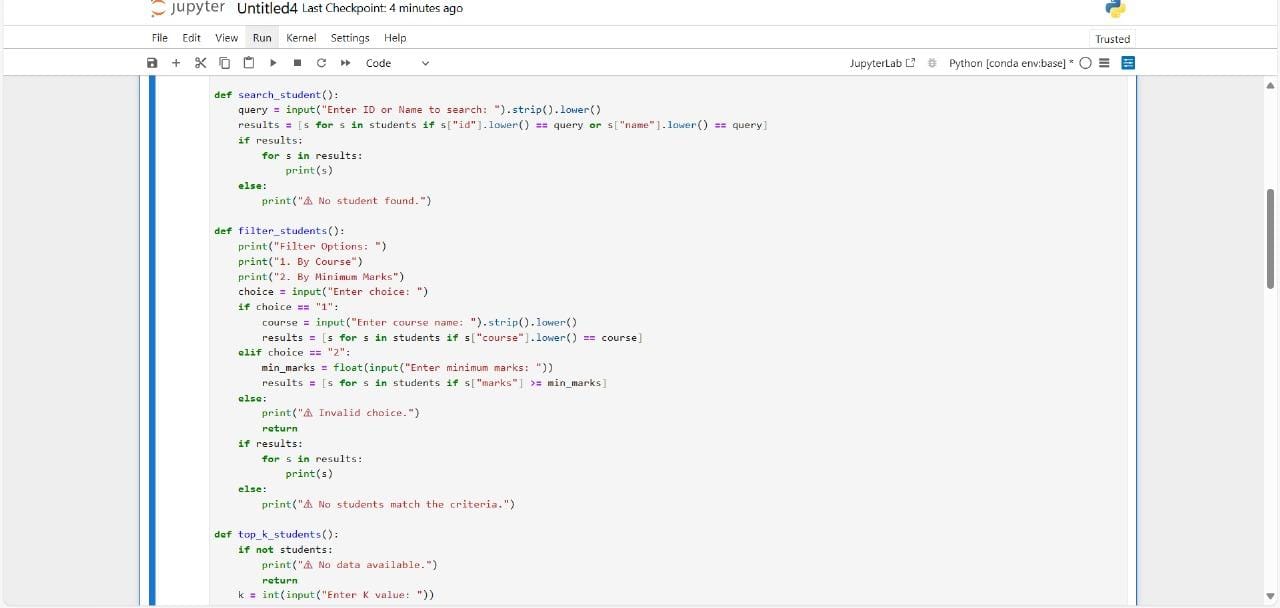 jupyter Untitled4 Last Checkpoint: 4 minutes ago
File Edit View Run Kernel Settings Help
Trusted
Code
JupyterLab
Python [conda env:base] *
def search_student():
    query = input("Enter ID or Name to search: ").strip().lower()
    results = [s for s in students if s["id"].lower() == query or s["name"].lower() == query]
    if results:
        for s in results:
            print(s)
    else:
        print("⚠ No student found.")

def filter_students():
    print("Filter Options: ")
    print("1. By Course")
    print("2. By Minimum Marks")
    choice = input("Enter choice: ")
    if choice == "1":
        course = input("Enter course name: ").strip().lower()
        results = [s for s in students if s["course"].lower() == course]
    elif choice == "2":
        min_marks = float(input("Enter minimum marks: "))
        results = [s for s in students if s["marks"] >= min_marks]
    else:
        print("⚠ Invalid choice.")
        return
    if results:
        for s in results:
            print(s)
    else:
        print("⚠ No students match the criteria.")

def top_k_students():
    if not students:
        print("⚠ No data available.")
        return
    k = int(input("Enter K value: "))